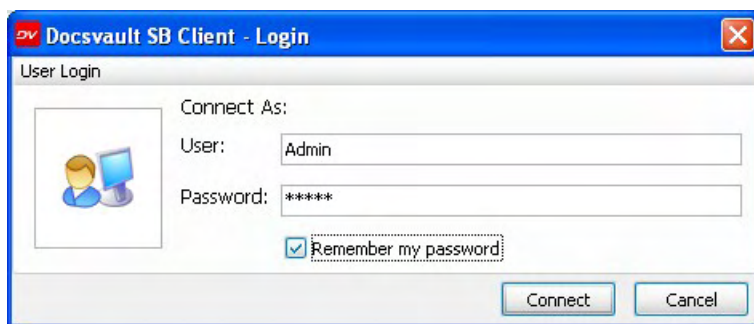 DV Docsvault SB Client - Login
User Login
Connect As:
User: Admin
Password: *****
Remember my password
Connect Cancel